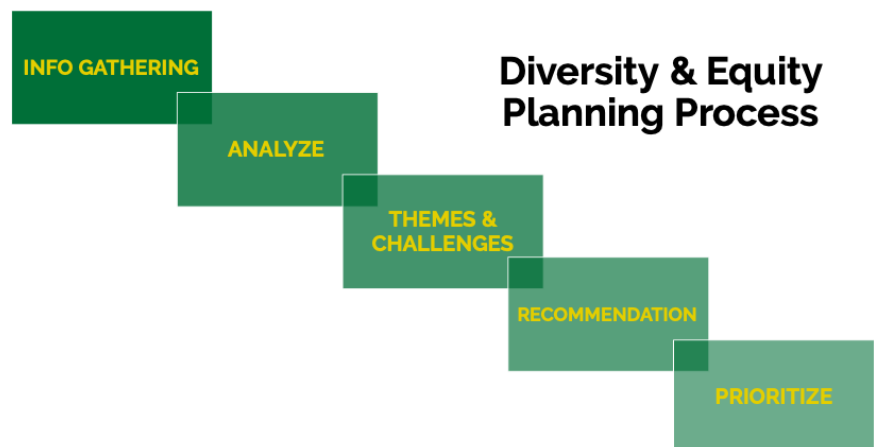 Diversity & Equity
Planning Process
INFO GATHERING
ANALYZE
THEMES &
CHALLENGES
RECOMMENDATION
PRIORITIZE